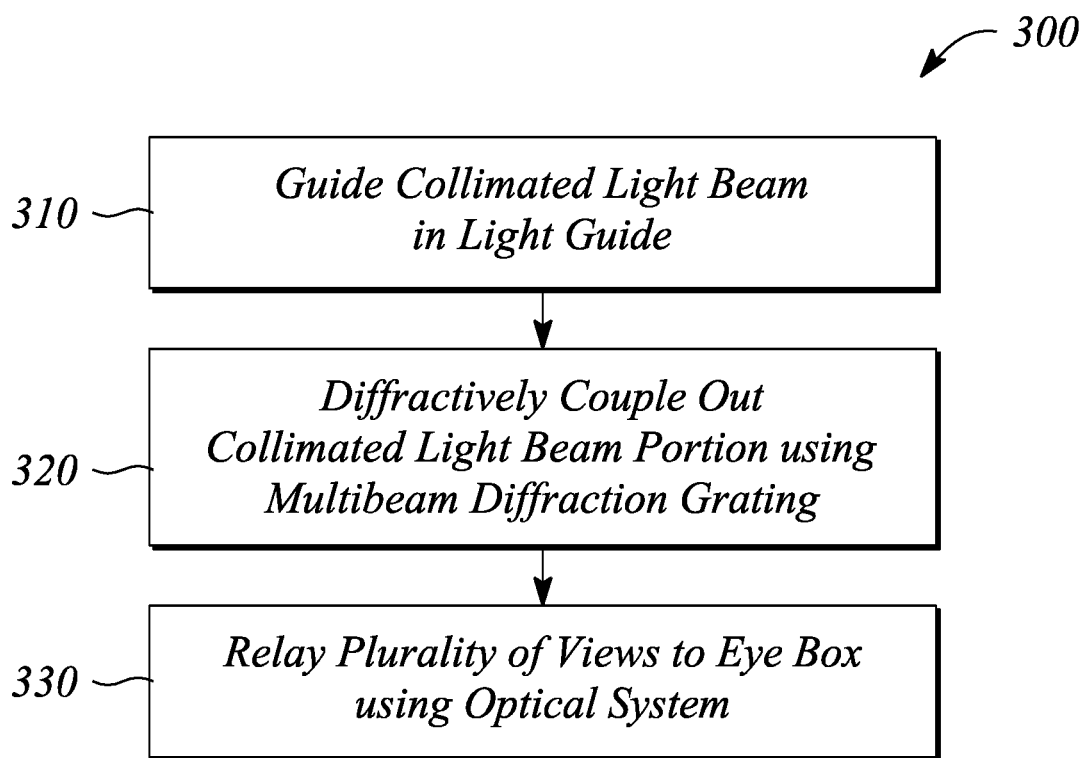 300
310
Guide Collimated Light Beam
in Light Guide
320
Diffractively Couple Out
Collimated Light Beam Portion using
Multibeam Diffraction Grating
330
Relay Plurality of Views to Eye Box
using Optical System